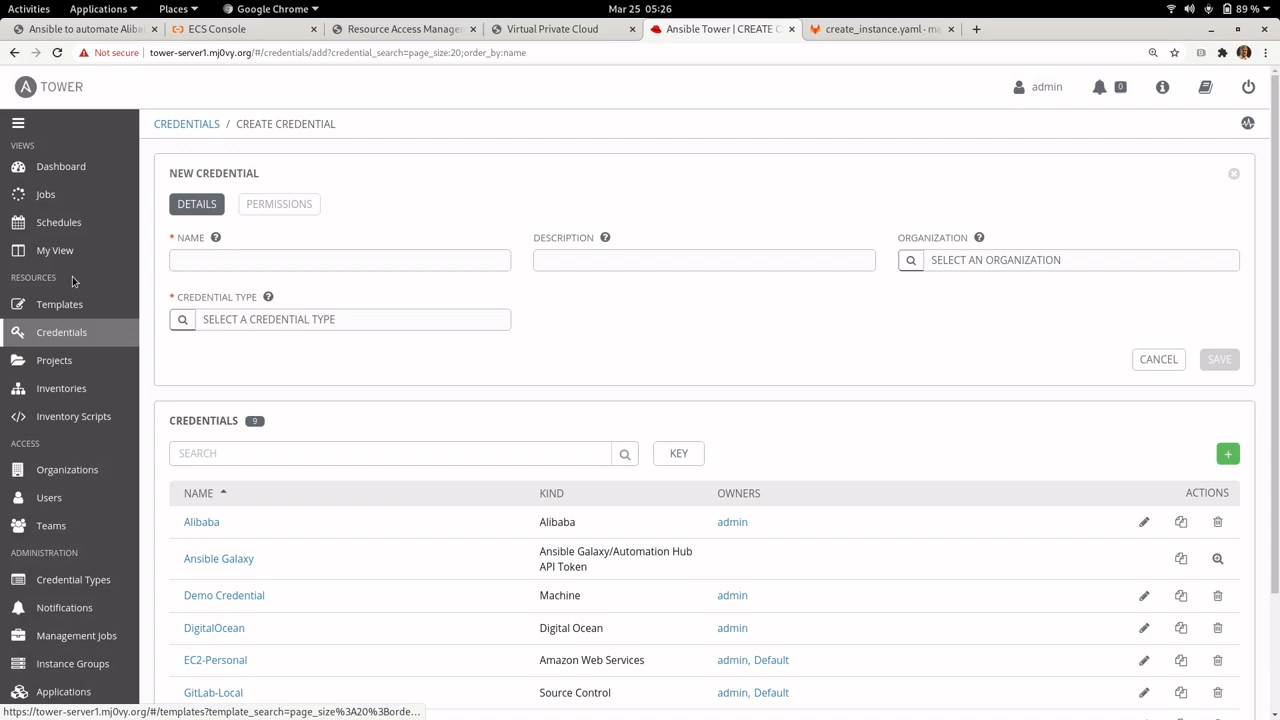 Activities Applications Places Google Chrome Mar 25 05:26 89 %
Ansible to automate Alibab ECS Console Resource Access Manage Virtual Private Cloud Ansible Tower | CREATE C create_instance.yaml · ma
Not secure tower-server1.mj0vy.org/#/credentials/add?credential_search=page_size:20;order_by:name
A TOWER admin 0
CREDENTIALS / CREATE CREDENTIAL
VIEWS
Dashboard
Jobs
Schedules
My View
RESOURCES
Templates
Credentials
Projects
Inventories
Inventory Scripts
ACCESS
Organizations
Users
Teams
ADMINISTRATION
Credential Types
Notifications
Management Jobs
Instance Groups
Applications
NEW CREDENTIAL
DETAILS PERMISSIONS
* NAME ? DESCRIPTION ? ORGANIZATION ?
SELECT AN ORGANIZATION
* CREDENTIAL TYPE ?
SELECT A CREDENTIAL TYPE
CANCEL SAVE
CREDENTIALS 9
SEARCH KEY +
NAME KIND OWNERS ACTIONS
Alibaba Alibaba admin
Ansible Galaxy Ansible Galaxy/Automation Hub
API Token
Demo Credential Machine admin
DigitalOcean Digital Ocean admin
EC2-Personal Amazon Web Services admin, Default
GitLab-Local Source Control admin, Default
https://tower-server1.mj0vy.org/#/templates?template_search=page_size%3A20%3Borde...